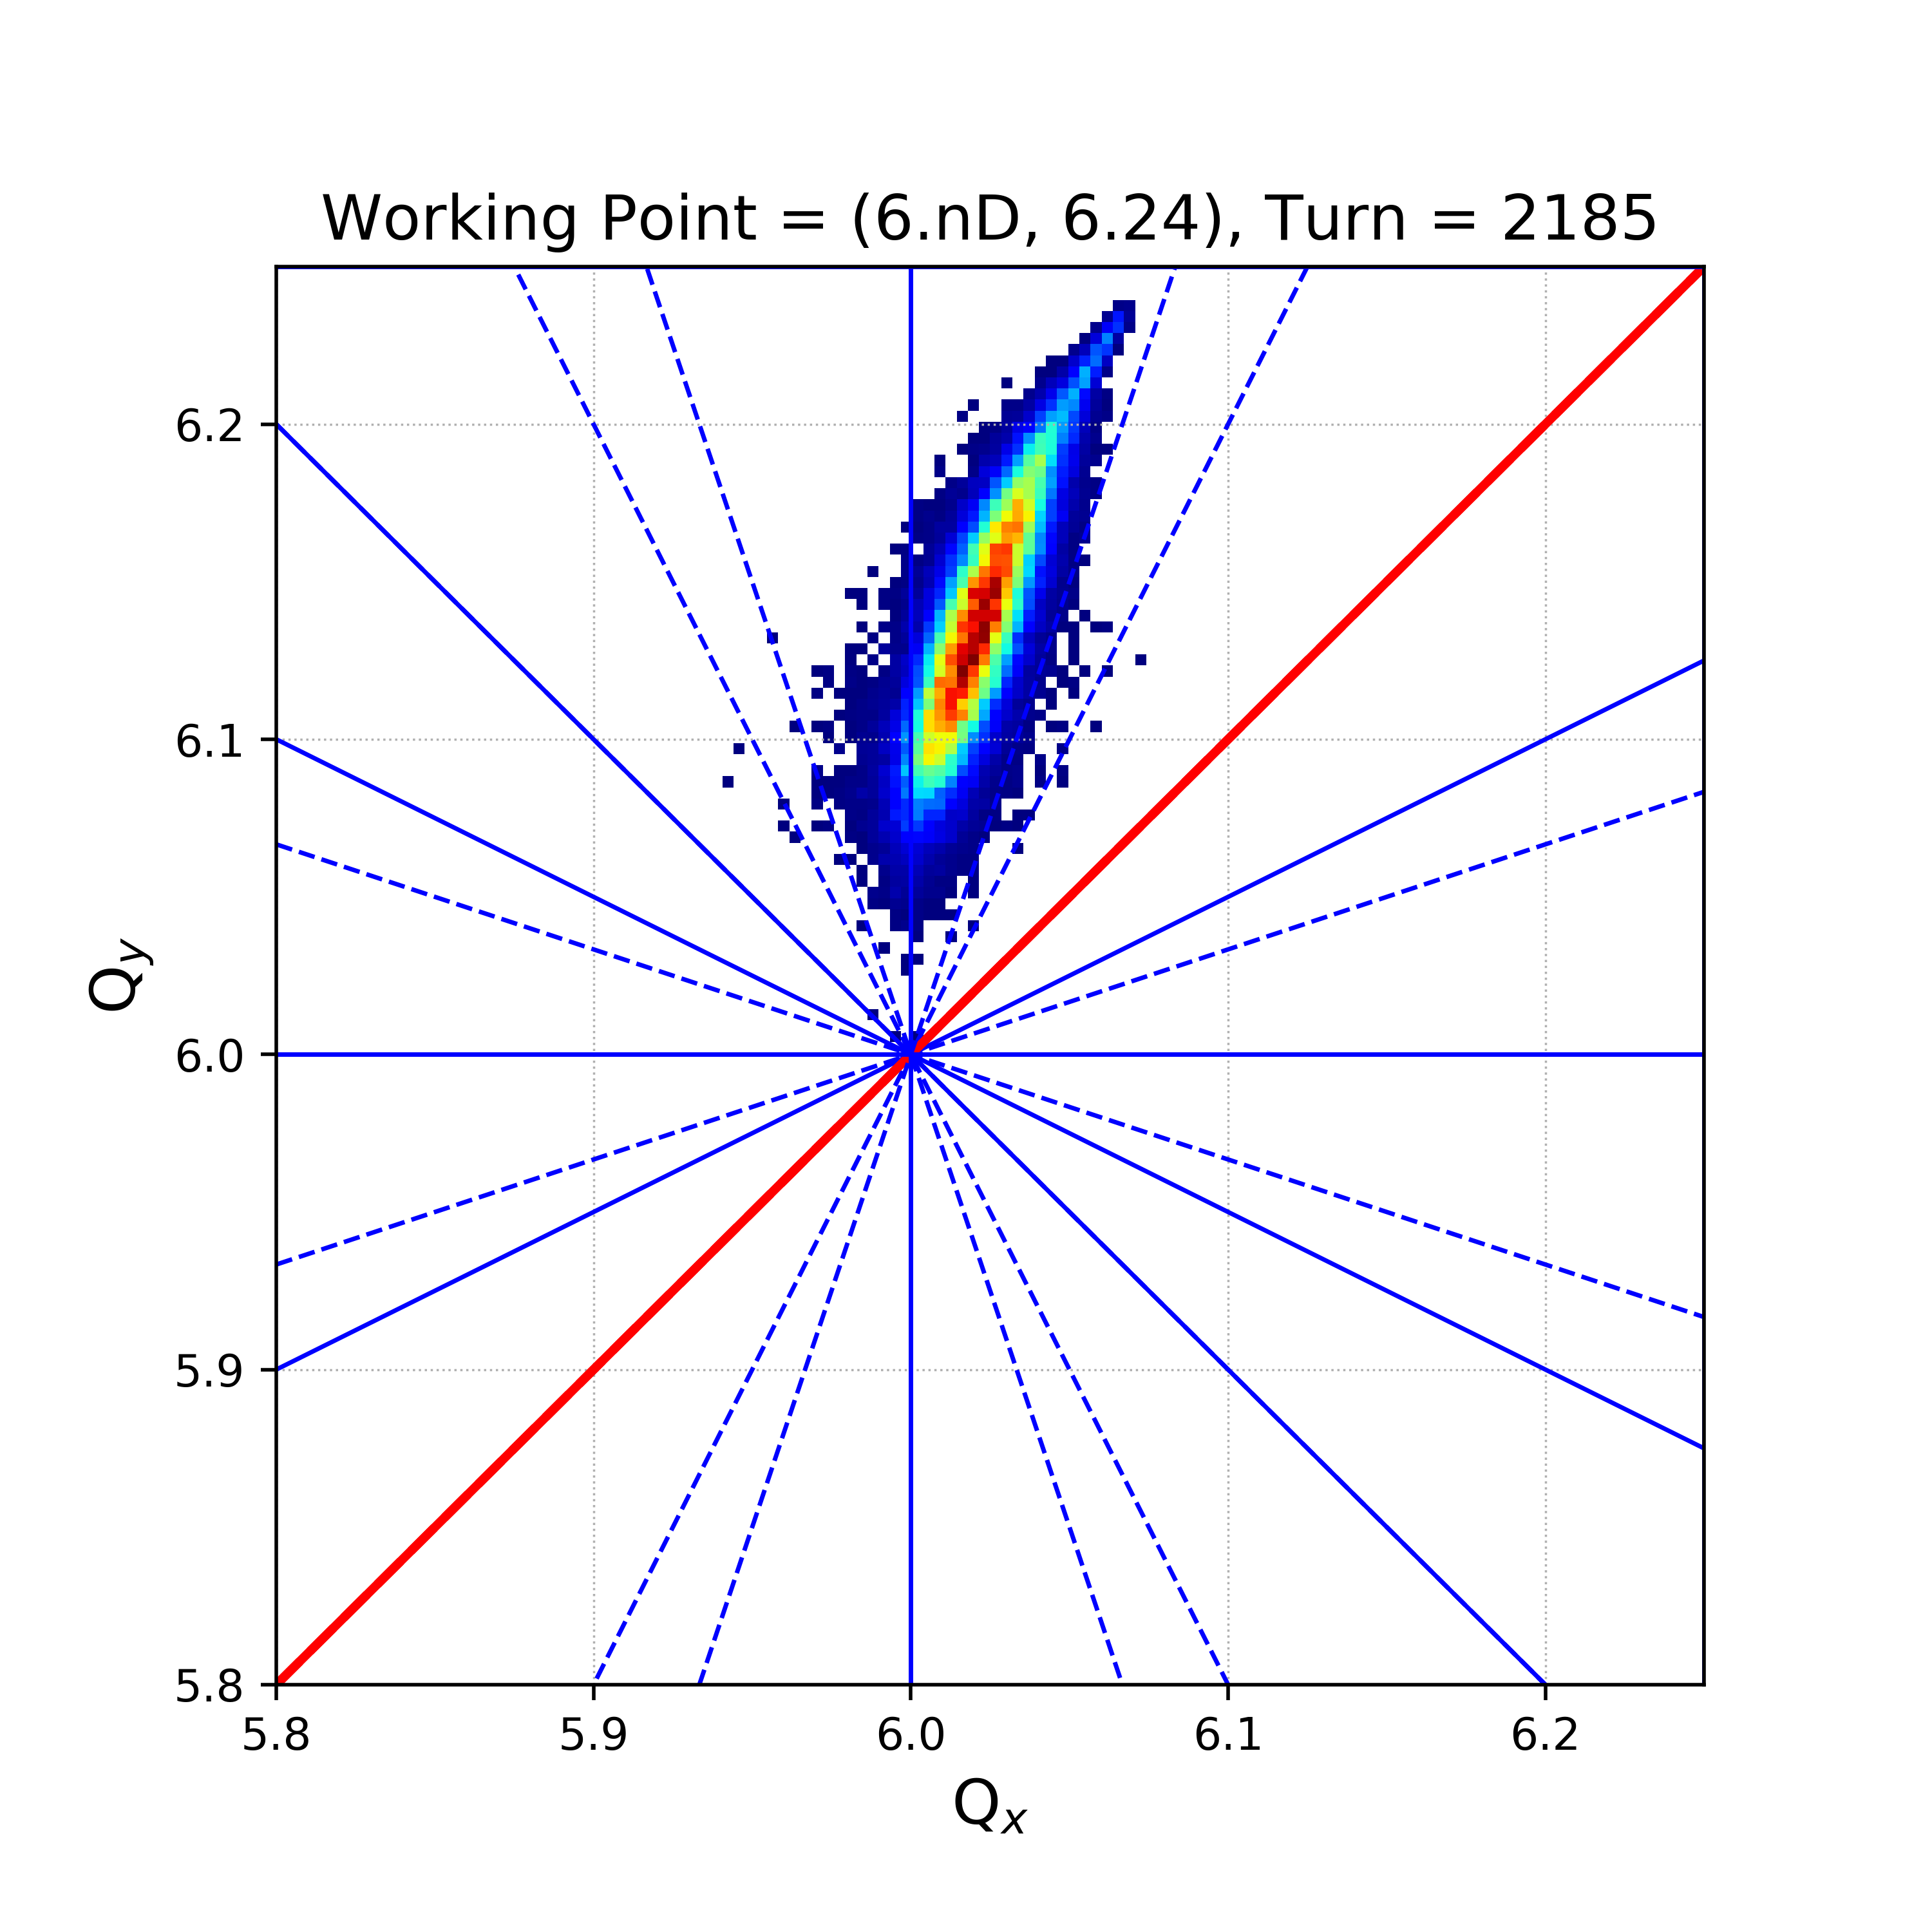 Working Point = (6.nD, 6.24), Turn = 2185
6.2
6.1
6.0
5.9
5.8
Qy
5.8 5.9 6.0 6.1 6.2
Qx